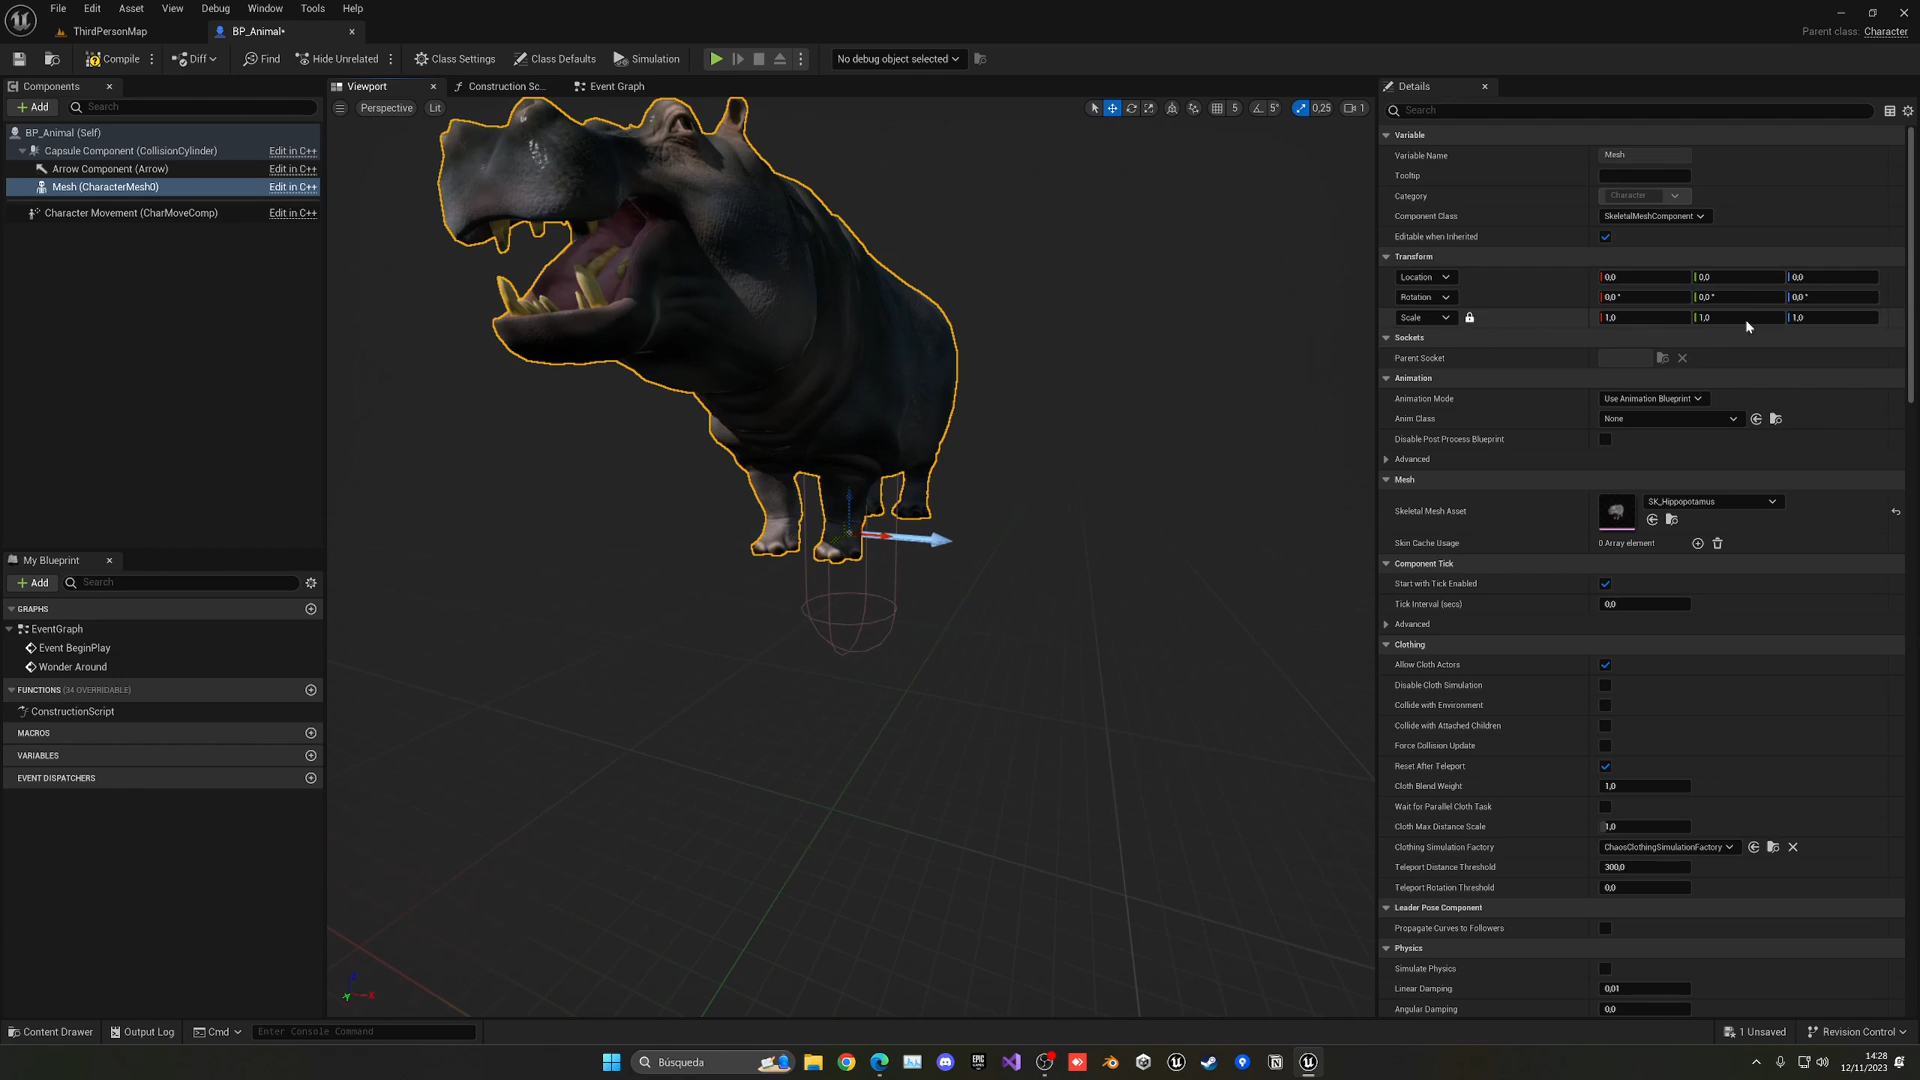 File Edit Asset View Debug Window Tools Help
ThirdPersonMap
BP_Animal*
Parent class: Character
Compile
Diff
Find
Hide Unrelated
Class Settings
Class Defaults
Simulation
No debug object selected
Components
Add
Search
BP_Animal (Self)
Capsule Component (CollisionCylinder) Edit in C++
Arrow Component (Arrow) Edit in C++
Mesh (CharacterMesh0) Edit in C++
Character Movement (CharMoveComp) Edit in C++
My Blueprint
Add
Search
GRAPHS
EventGraph
Event BeginPlay
Wonder Around
FUNCTIONS (34 OVERRIDABLE)
ConstructionScript
MACROS
VARIABLES
EVENT DISPATCHERS
Viewport
Construction Sc...
Event Graph
Perspective
Lit
5
5°
0,25
1
Z
Y
X
Details
Search
Variable
Variable Name Mesh
Tooltip
Category Character
Component Class SkeletalMeshComponent
Editable when Inherited
Transform
Location 0,0 0,0 0,0
Rotation 0,0 ° 0,0 ° 0,0 °
Scale 1,0 1,0 1,0
Sockets
Parent Socket
Animation
Animation Mode Use Animation Blueprint
Anim Class None
Disable Post Process Blueprint
Advanced
Mesh
Skeletal Mesh Asset SK_Hippopotamus
Skin Cache Usage 0 Array element
Component Tick
Start with Tick Enabled
Tick Interval (secs) 0,0
Advanced
Clothing
Allow Cloth Actors
Disable Cloth Simulation
Collide with Environment
Collide with Attached Children
Force Collision Update
Reset After Teleport
Cloth Blend Weight 1,0
Wait for Parallel Cloth Task
Cloth Max Distance Scale 1,0
Clothing Simulation Factory ChaosClothingSimulationFactory
Teleport Distance Threshold 300,0
Teleport Rotation Threshold 0,0
Leader Pose Component
Propagate Curves to Followers
Physics
Simulate Physics
Linear Damping 0,01
Angular Damping 0,0
Content Drawer
Output Log
Cmd
Enter Console Command
1 Unsaved
Revision Control
Búsqueda
14:28
12/11/2023